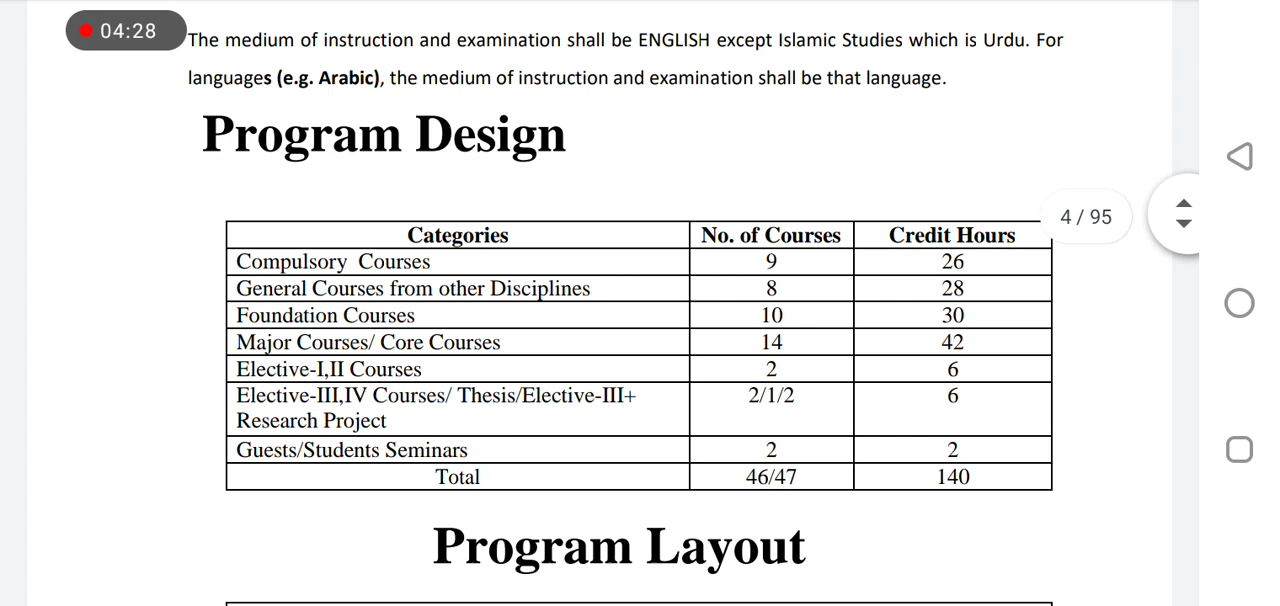 04:28
The medium of instruction and examination shall be ENGLISH except Islamic Studies which is Urdu. For
languages (e.g. Arabic), the medium of instruction and examination shall be that language.
Program Design
4 / 95
Categories No. of Courses Credit Hours
Compulsory Courses 9 26
General Courses from other Disciplines 8 28
Foundation Courses 10 30
Major Courses/ Core Courses 14 42
Elective-I,II Courses 2 6
Elective-III,IV Courses/ Thesis/Elective-III+ 2/1/2 6
Research Project
Guests/Students Seminars 2 2
Total 46/47 140
Program Layout